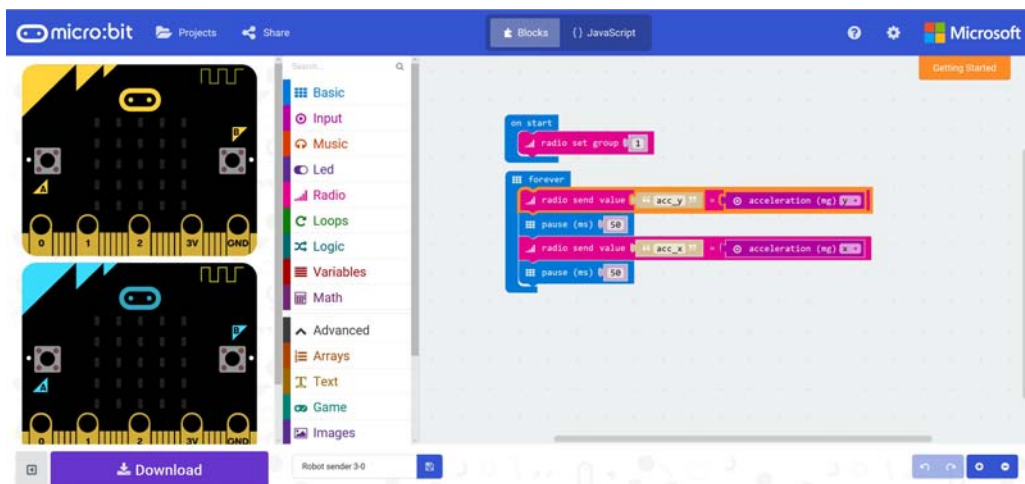 micro:bit Projects Share Blocks {} JavaScript ? Microsoft
Getting Started
Search...
Basic
Input
Music
Led
Radio
Loops
Logic
Variables
Math
Advanced
Arrays
Text
Game
Images
B
A
0 1 2 3V GND
B
A
0 1 2 3V GND
on start
radio set group 1
forever
radio send value “ acc_y ” = acceleration (mg) y
pause (ms) 50
radio send value “ acc_x ” = acceleration (mg) x
pause (ms) 50
Download
Robot sender 3-0